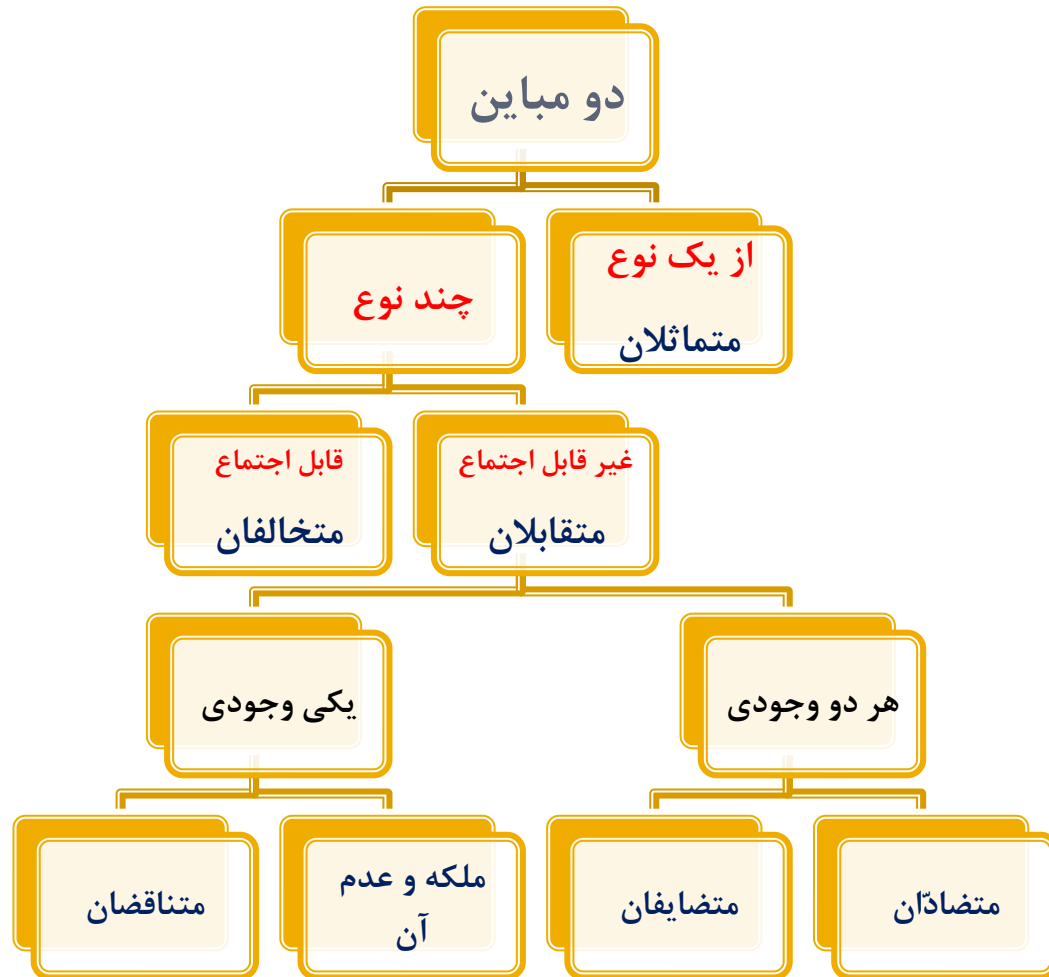 دو مباین
از یک نوع
متماثلان
چند نوع
غیر قابل اجتماع
متقابلان
قابل اجتماع
متخالفان
هر دو وجودی
یکی وجودی
متضادّان
متضایفان
ملکه و عدم
آن
متناقضان